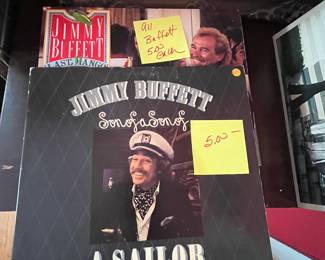 JIMMY
BUFFETT
LAST MANGO
All
Buffett
5.00
Each
JIMMY BUFFETT
Son of a Son of
5.00 -
A SAILOR